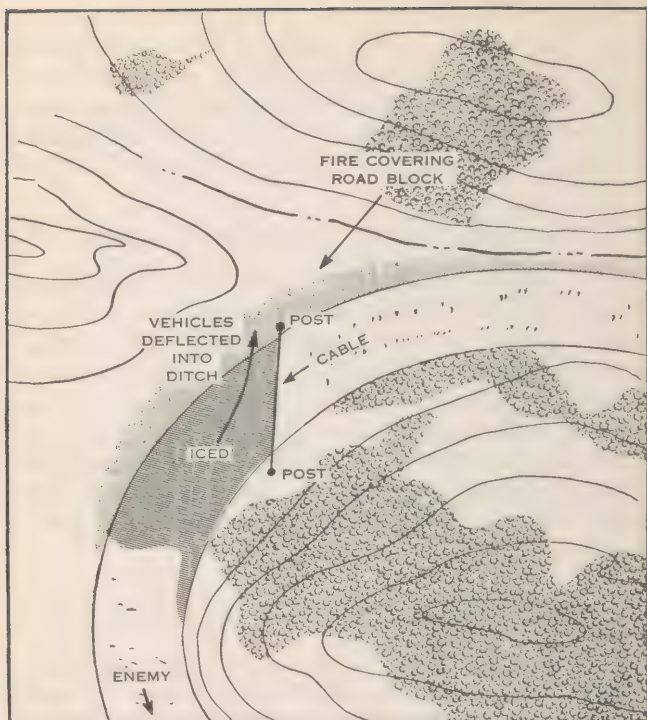 FIRE COVERING
ROAD BLOCK
POST
VEHICLES
DEFLECTED
INTO
DITCH
CABLE
ICED
POST
ENEMY